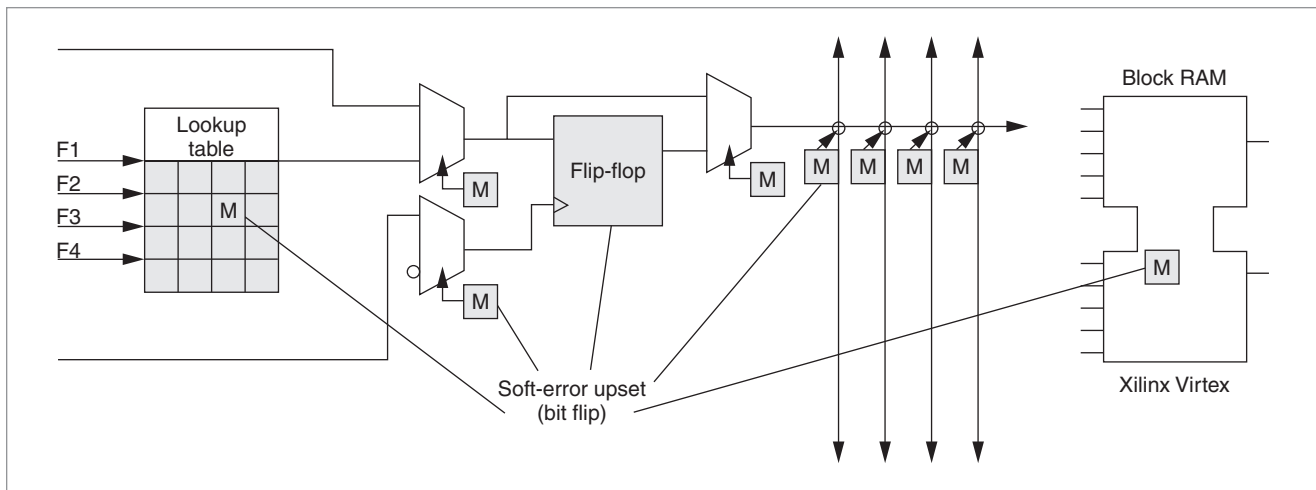 Lookup
table
F1
F2
F3
F4
M
M
M
Flip-flop
M
M
M
M
M
Block RAM
M
Xilinx Virtex
Soft-error upset
(bit flip)